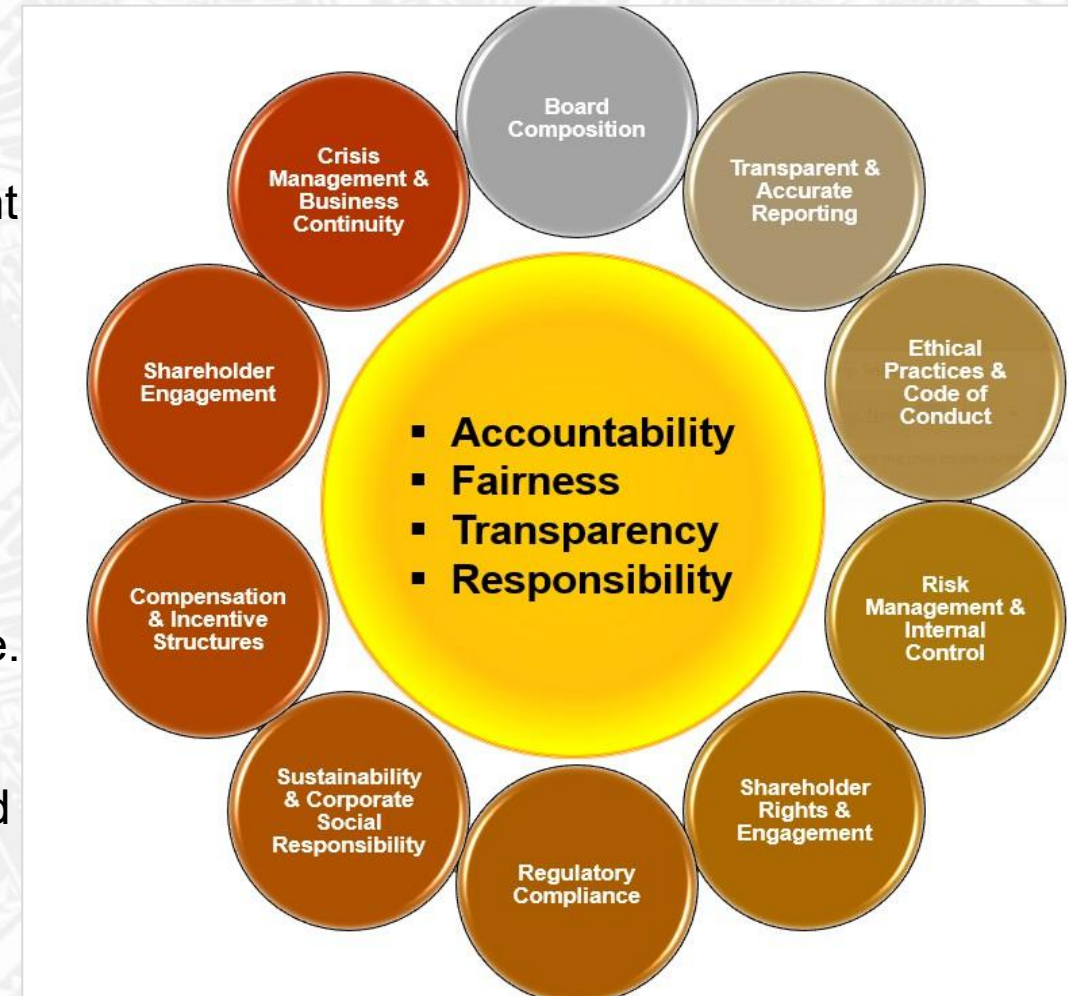 Board
Composition
Transparent &
Accurate
Reporting
Ethical
Practices &
Code of
Conduct
Risk
Management &
Internal
Control
Shareholder
Rights &
Engagement
Regulatory
Compliance
Sustainability
& Corporate
Social
Responsibility
Compensation
& Incentive
Structures
Shareholder
Engagement
Crisis
Management &
Business
Continuity
▪ Accountability
▪ Fairness
▪ Transparency
▪ Responsibility